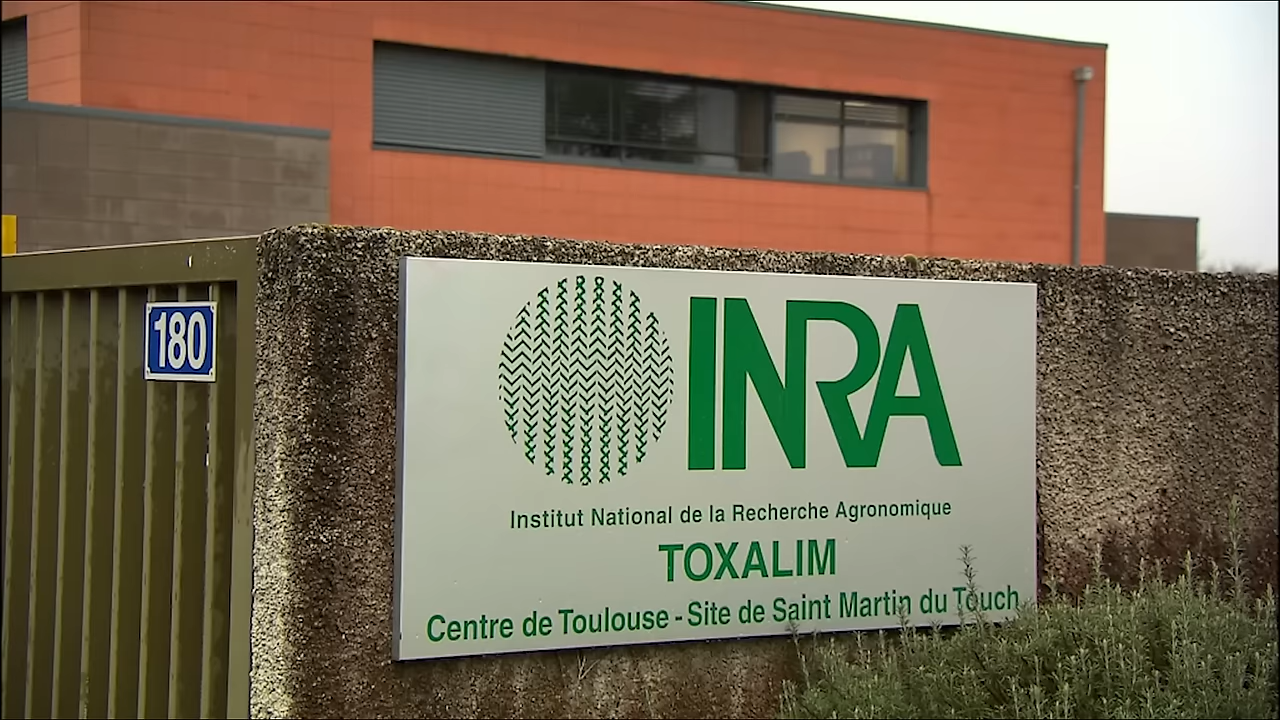 180
INRA
Institut National de la Recherche Agronomique
TOXALIM
Centre de Toulouse - Site de Saint Martin du Touch